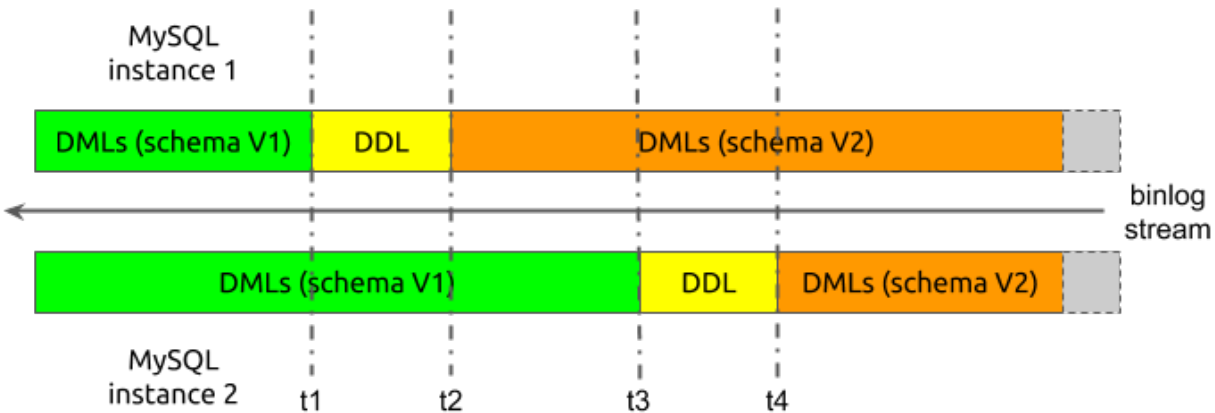 MySQL
instance 1
DMLs (schema V1)
DDL
DMLs (schema V2)
binlog
stream
DMLs (schema V1)
DDL
DMLs (schema V2)
MySQL
instance 2
t1
t2
t3
t4